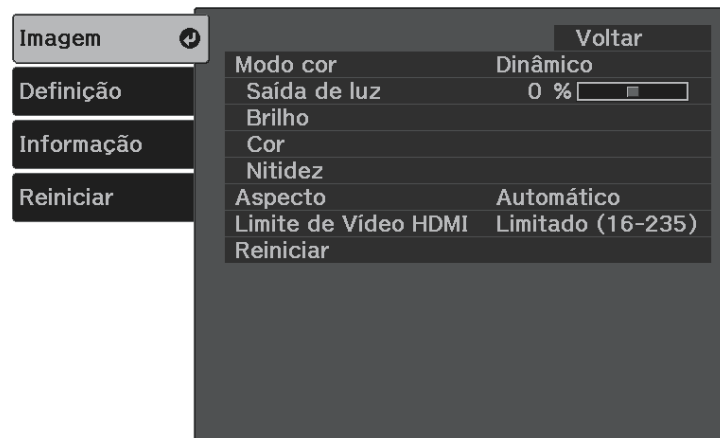 Imagem
Definição
Informação
Reiniciar
Voltar
Modo cor Dinâmico
Saída de luz 0 %
Brilho
Cor
Nitidez
Aspecto Automático
Limite de Vídeo HDMI Limitado (16-235)
Reiniciar